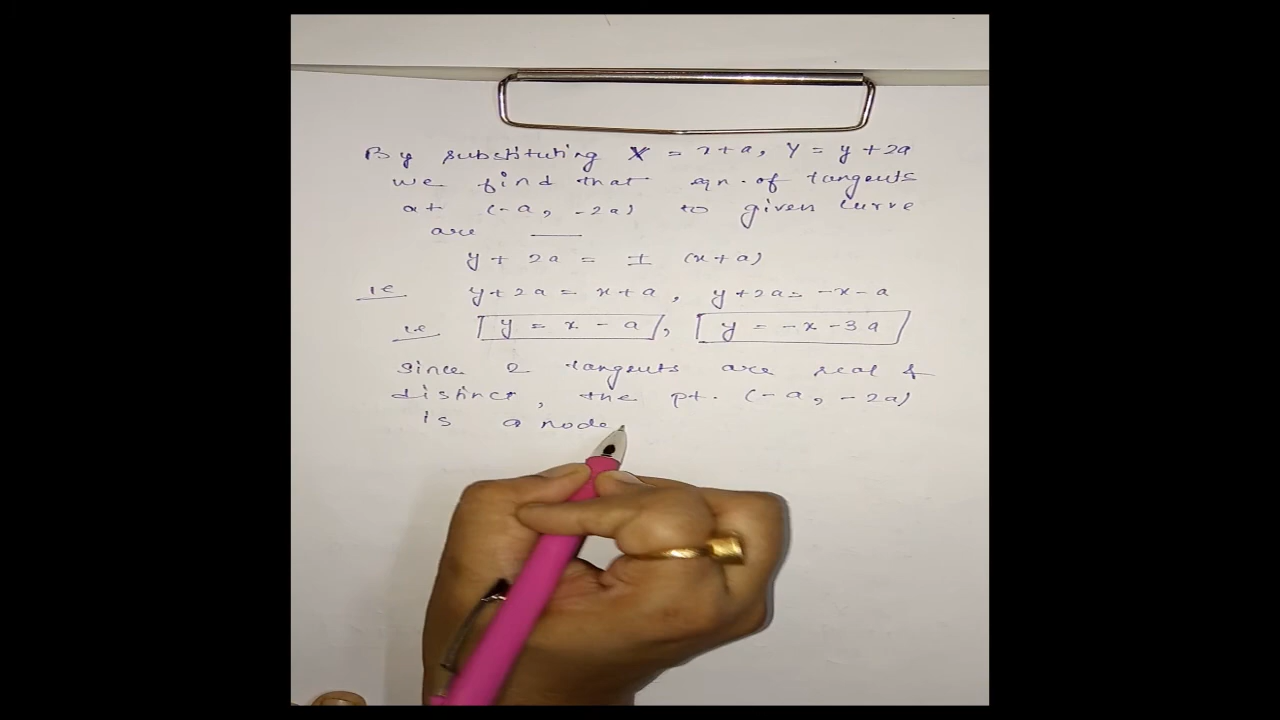 By substituting X = x+a, Y = y + 2a
we find that eqn. of tangents
at (-a, -2a) to given curve
are ___
y + 2a = ± (x+a)
ie y+2a = x+a, y+2a = -x-a
i.e y = x - a, y = -x - 3a
Since 2 tangents are real &
distinct, the pt. (-a, -2a)
is a node.